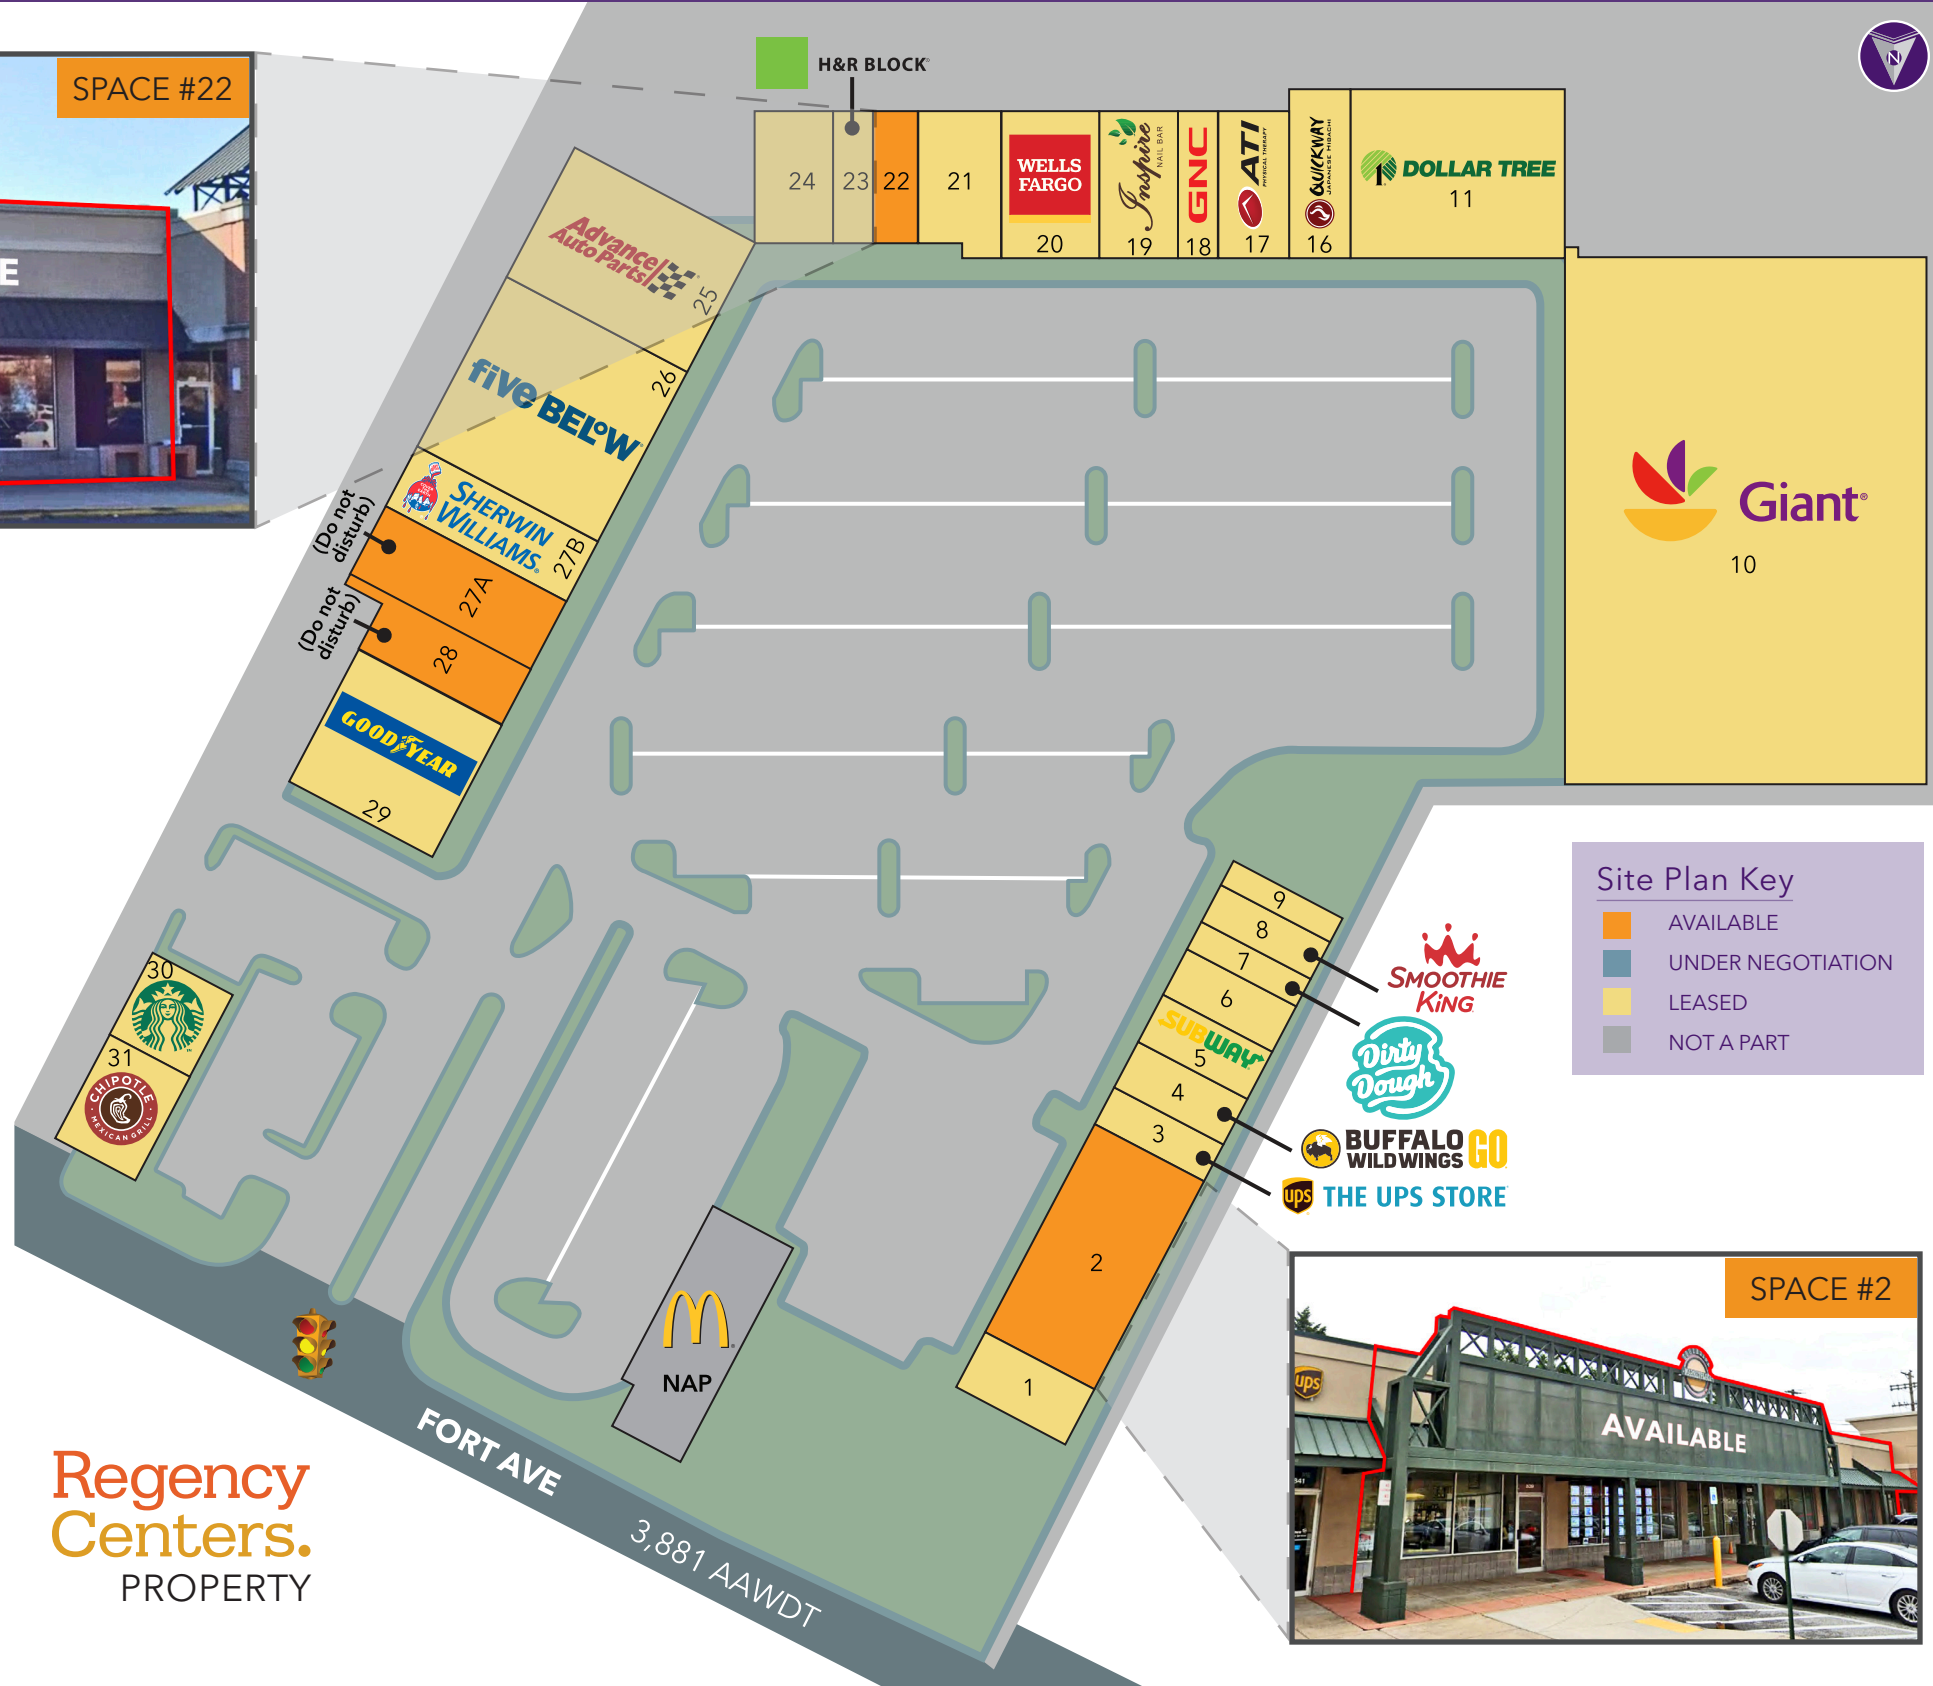 SPACE #22
E
H&R BLOCK®
N
24
23
22
21
WELLS
FARGO
20
Inspire
NAIL BAR
19
GNC
18
ATI
PHYSICAL THERAPY
17
QUICKWAY
JAPANESE HIBACHI
16
DOLLAR TREE
11
Advance
Auto Parts
25
five BELOW
26
SHERWIN
WILLIAMS®
27B
(Do not
disturb)
27A
(Do not
disturb)
28
GOODYEAR
29
Giant®
10
Site Plan Key
AVAILABLE
UNDER NEGOTIATION
LEASED
NOT A PART
9
8
7
6
SUBWAY
5
4
3
2
1
SMOOTHIE
KING
Dirty
Dough
BUFFALO
WILD WINGS
GO
ups
THE UPS STORE
30
31
CHIPOTLE
MEXICAN GRILL
NAP
FORT AVE
3,881 AAWDT
Regency
Centers.
PROPERTY
SPACE #2
ups
AVAILABLE